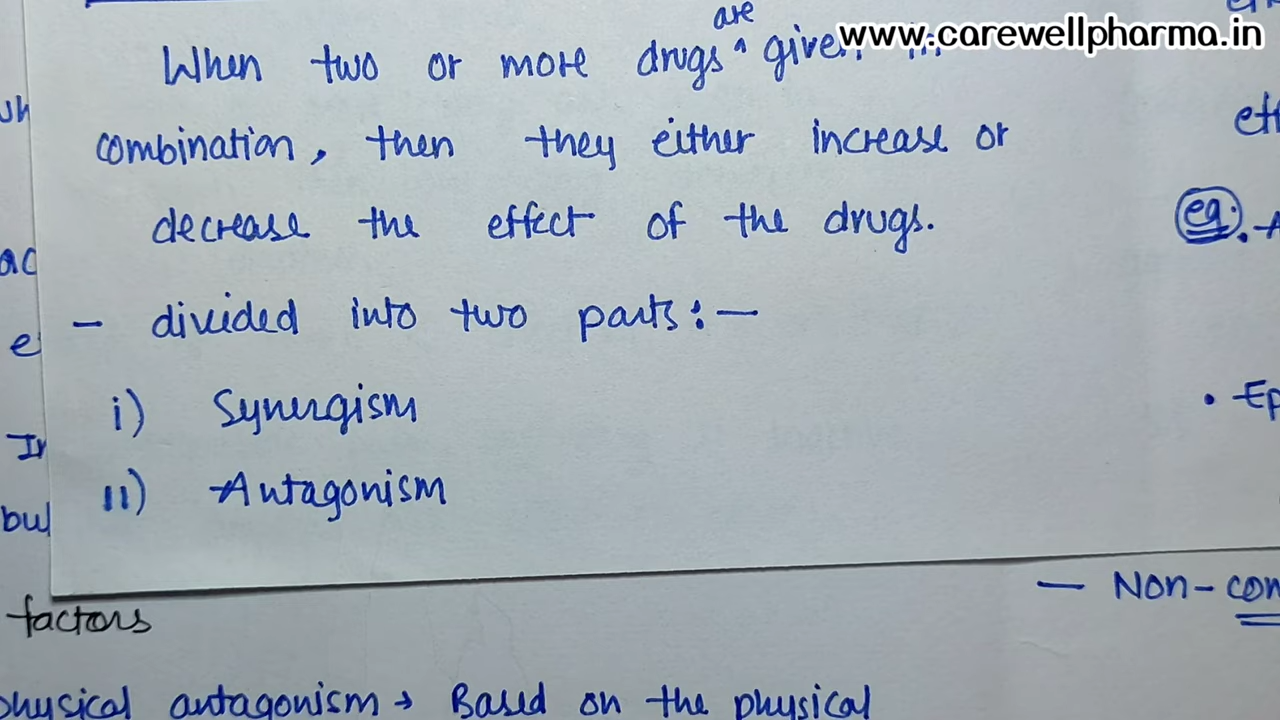 www.carewellpharma.in
are
When two or more drugs ^ given in
combination, then they either increase or
decrease the effect of the drugs.
- divided into two parts:-
i) Synergism
ii) Antagonism
eg.
factors
- Non-
physical antagonism → Based on the physical